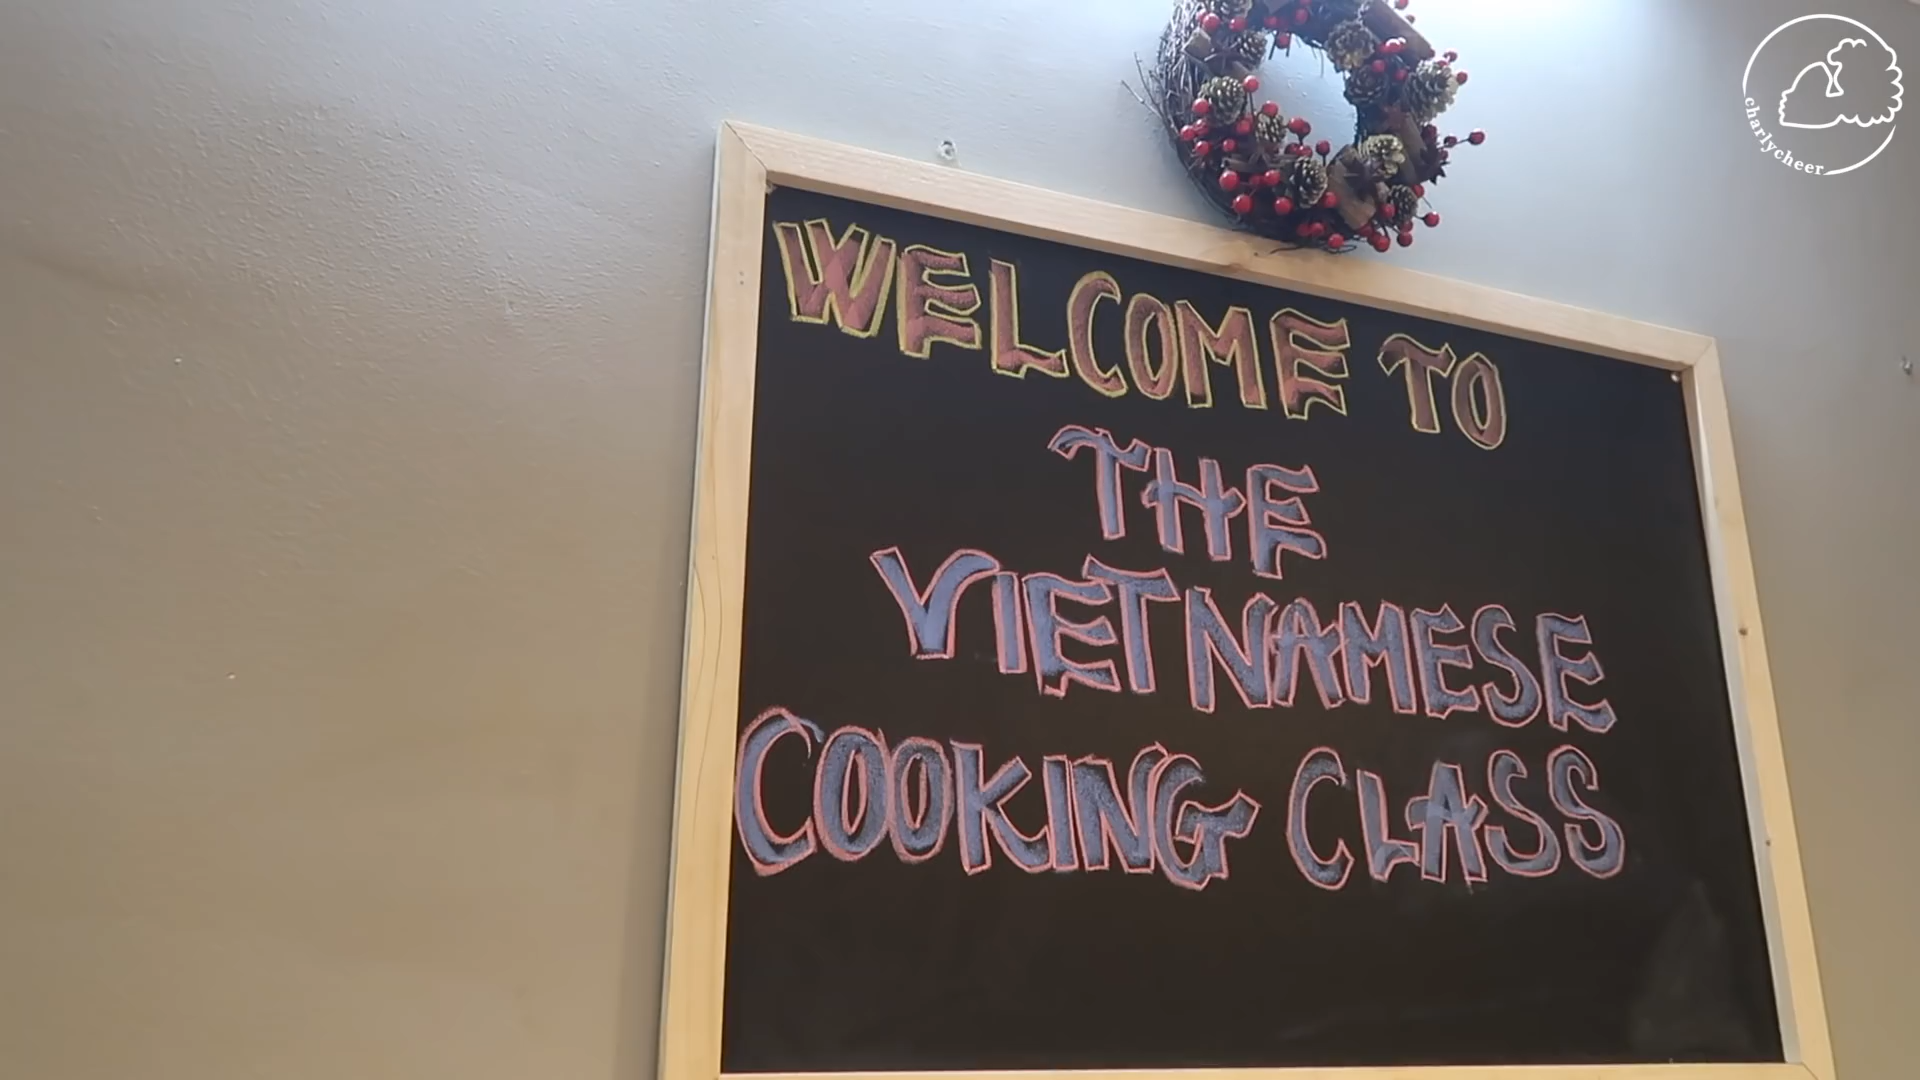 WELCOME TO
THE
VIETNAMESE
COOKING CLASS
charlycheer